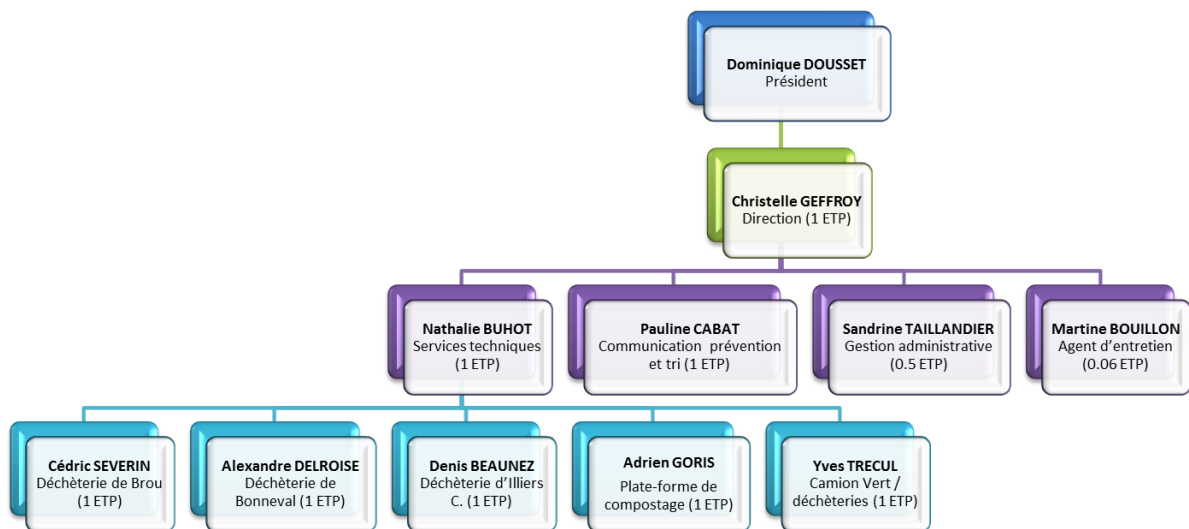 Dominique DOUSSET
Président
Christelle GEFFROY
Direction (1 ETP)
Nathalie BUHOT
Services techniques
(1 ETP)
Pauline CABAT
Communication prévention
et tri (1 ETP)
Sandrine TAILLANDIER
Gestion administrative
(0.5 ETP)
Martine BOUILLON
Agent d'entretien
(0.06 ETP)
Cédric SEVERIN
Déchèterie de Brou
(1 ETP)
Alexandre DELROISE
Déchèterie de
Bonneval (1 ETP)
Denis BEAUNEZ
Déchèterie d'Illiers
C. (1 ETP)
Adrien GORIS
Plate-forme de
compostage (1 ETP)
Yves TRECUL
Camion Vert /
déchèteries (1 ETP)